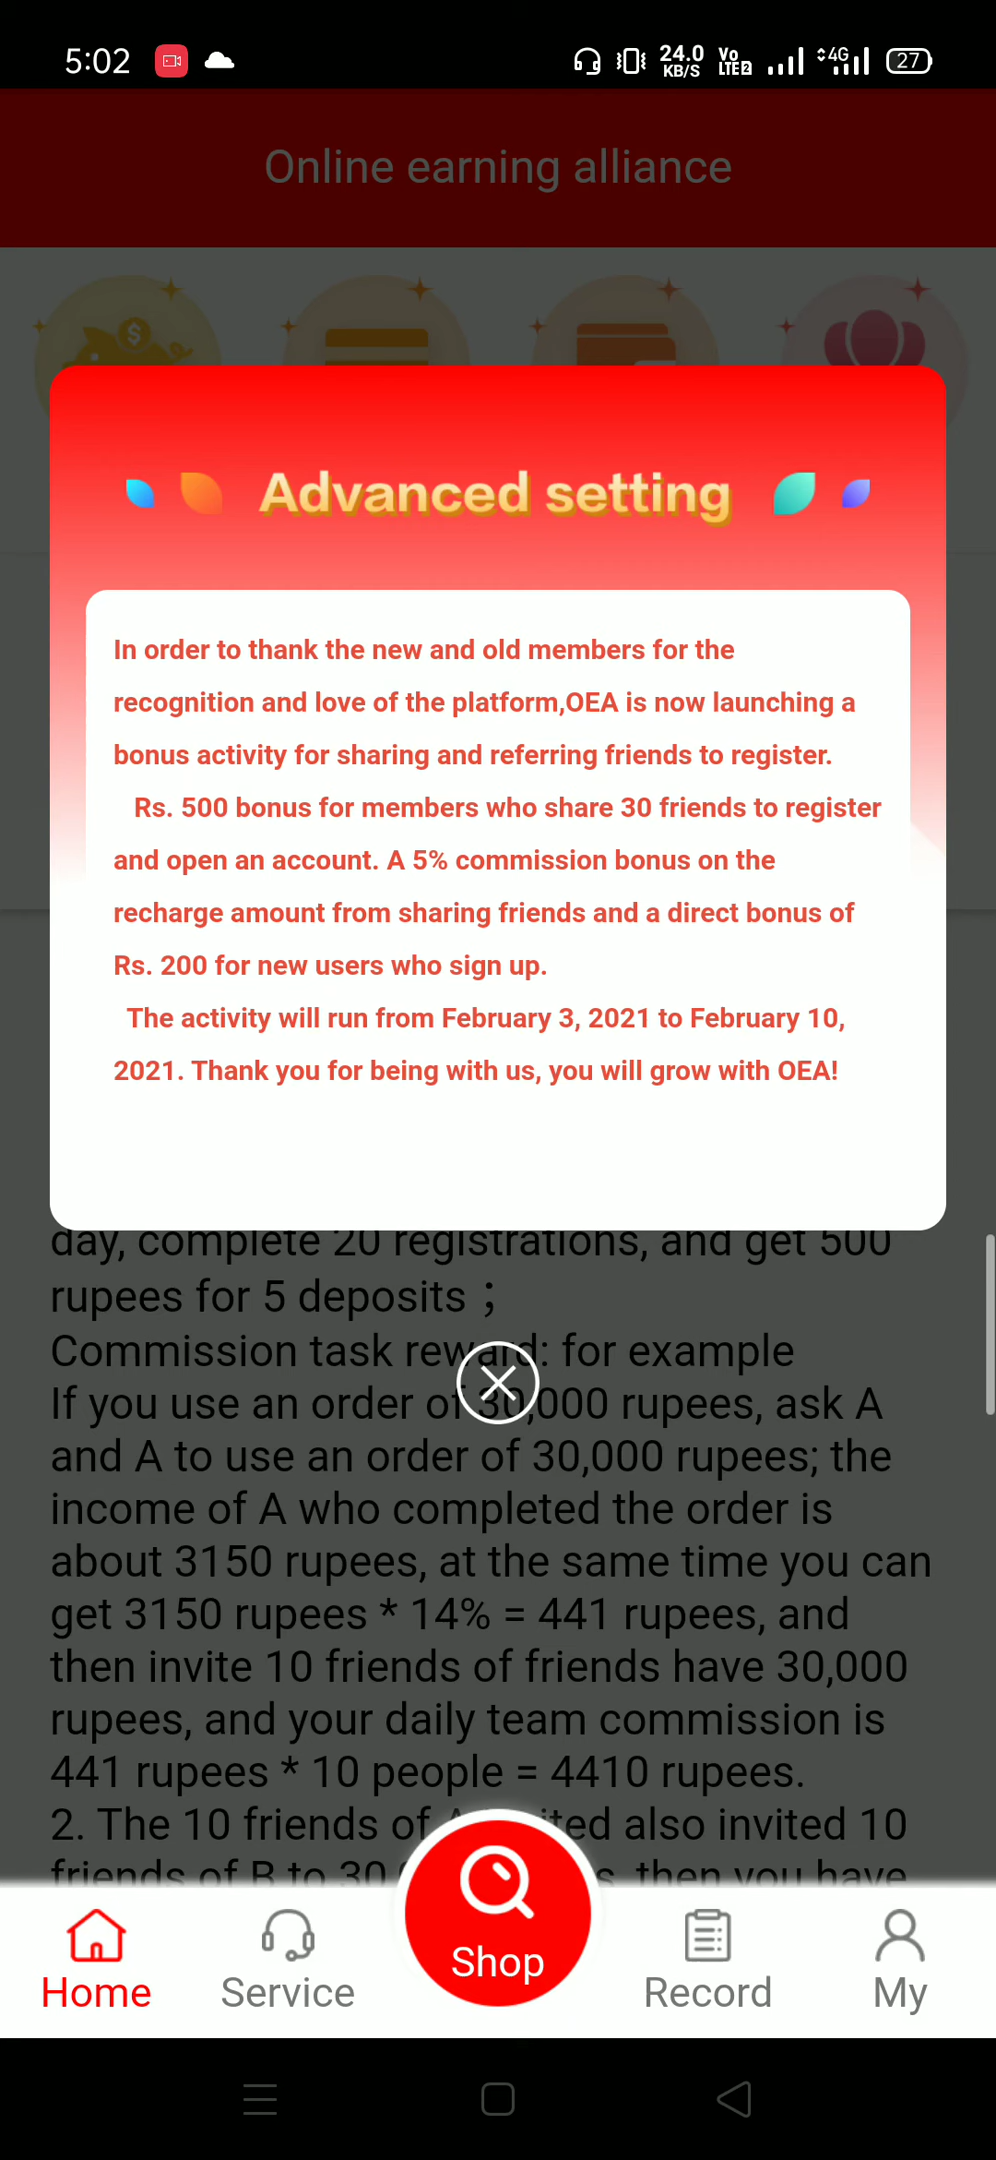 5:02
24.0
KB/S
Vo
LTE2
4G
27
Online earning alliance
$
Advanced setting
In order to thank the new and old members for the
recognition and love of the platform,OEA is now launching a
bonus activity for sharing and referring friends to register.
Rs. 500 bonus for members who share 30 friends to register
and open an account. A 5% commission bonus on the
recharge amount from sharing friends and a direct bonus of
Rs. 200 for new users who sign up.
The activity will run from February 3, 2021 to February 10,
2021. Thank you for being with us, you will grow with OEA!
day, complete 20 registrations, and get 500
rupees for 5 deposits；
Commission task reward: for example
If you use an order of 30,000 rupees, ask A
and A to use an order of 30,000 rupees; the
income of A who completed the order is
about 3150 rupees, at the same time you can
get 3150 rupees * 14% = 441 rupees, and
then invite 10 friends of friends have 30,000
rupees, and your daily team commission is
441 rupees * 10 people = 4410 rupees.
2. The 10 friends of also invited 10
friends of B to then you have
Shop
Home
Service
Record
My